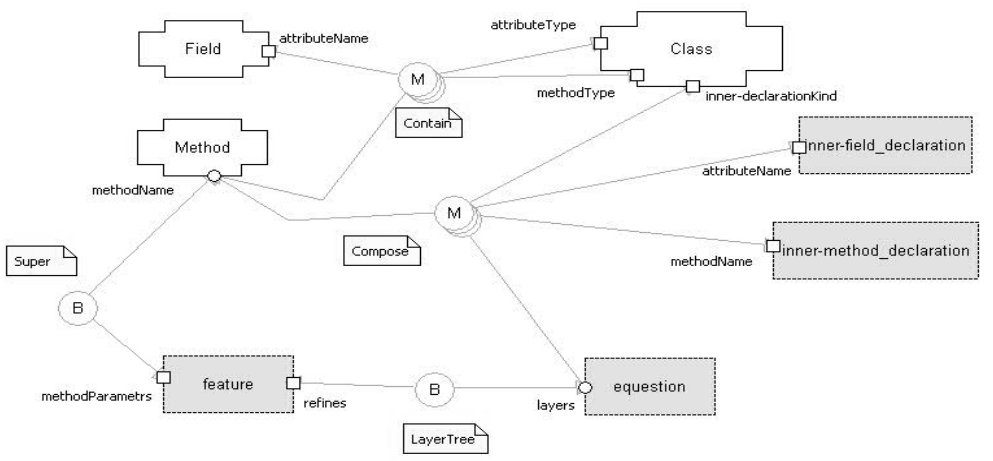 attributeType
Field
attributeName
Class
M
methodType
inner-declarationKind
Contain
Method
inner-field_declaration
attributeName
methodName
M
Compose
inner-method_declaration
methodName
Super
B
feature
methodParametrs
refines
B
equestion
layers
LayerTree